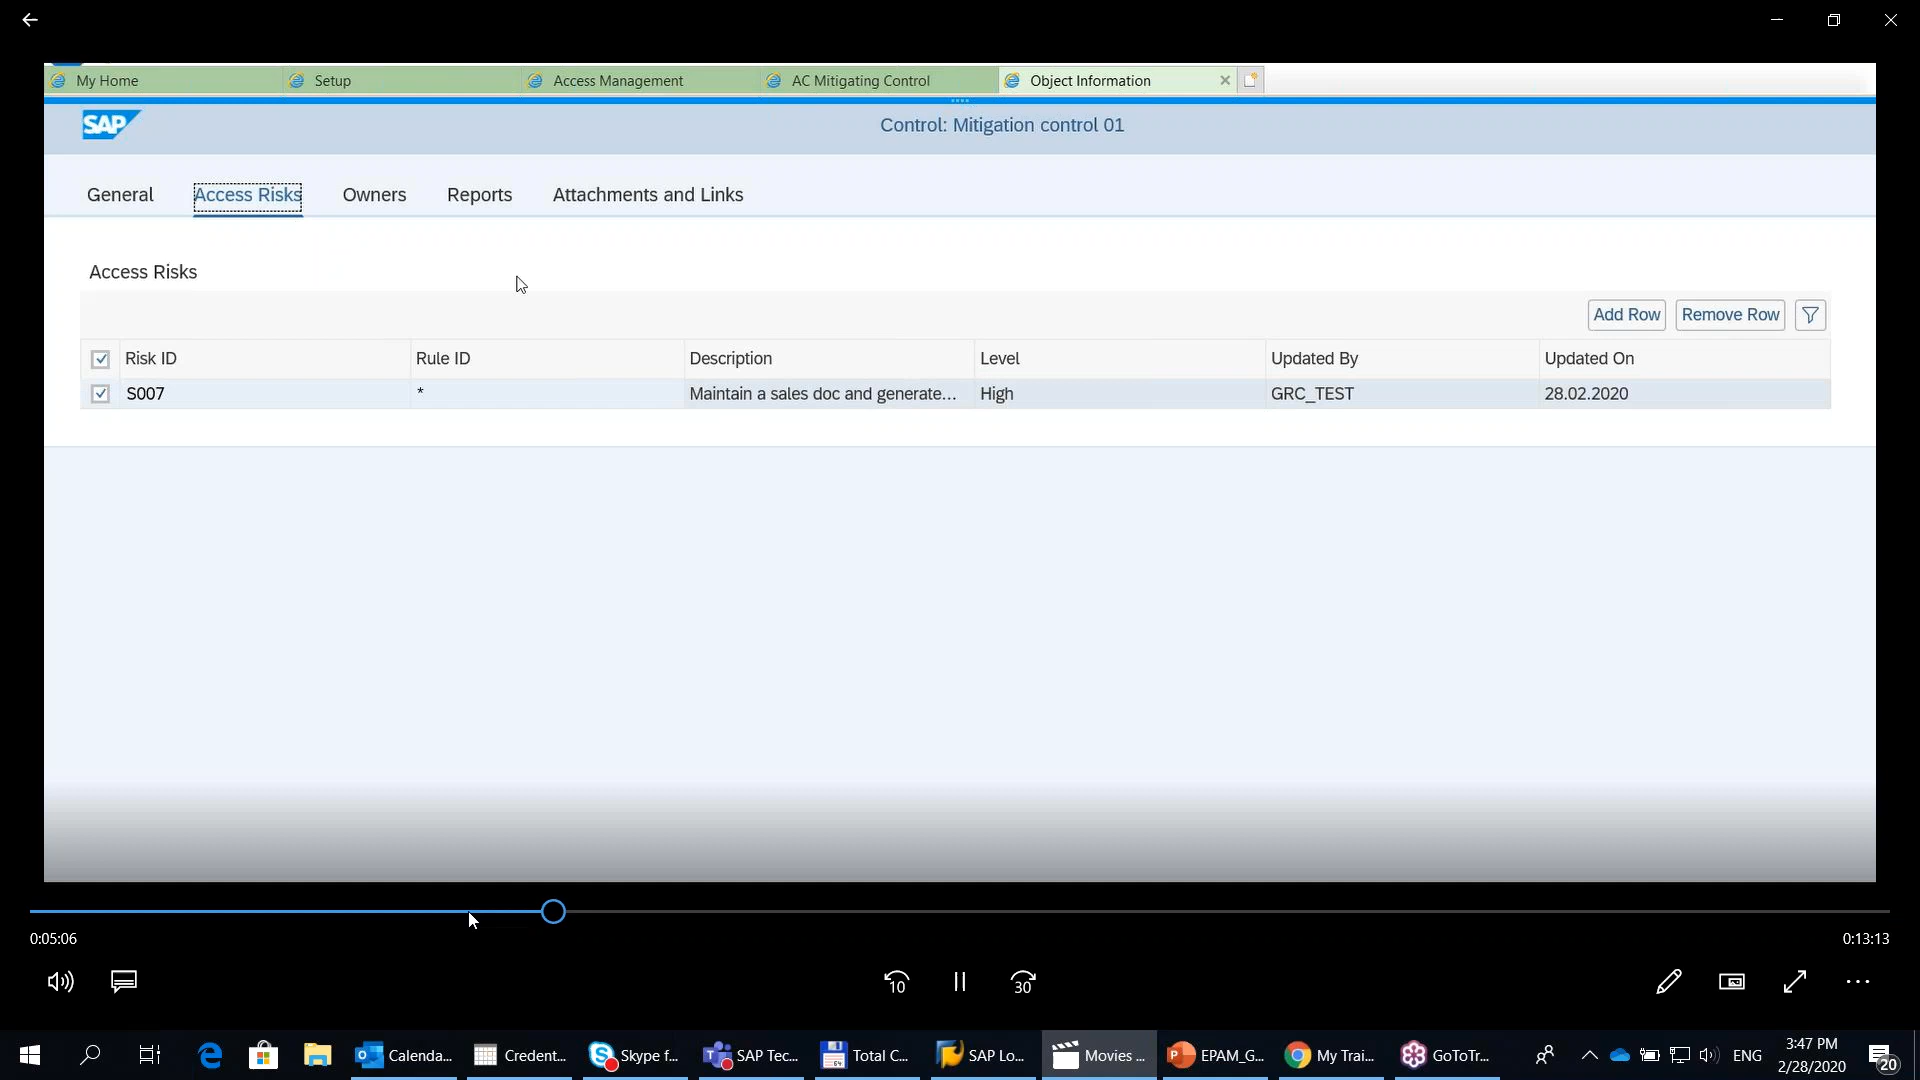 My Home
Setup
Access Management
AC Mitigating Control
Object Information
SAP
Control: Mitigation control 01
General
Access Risks
Owners
Reports
Attachments and Links
Access Risks
Add Row
Remove Row
Risk ID
Rule ID
Description
Level
Updated By
Updated On
S007
*
Maintain a sales doc and generate...
High
GRC_TEST
28.02.2020
0:05:06
0:13:13
10
30
Calenda...
Credent...
Skype f...
SAP Tec...
Total C...
SAP Lo...
Movies ...
EPAM_G...
My Trai...
GoToTr...
ENG
3:47 PM
2/28/2020
20